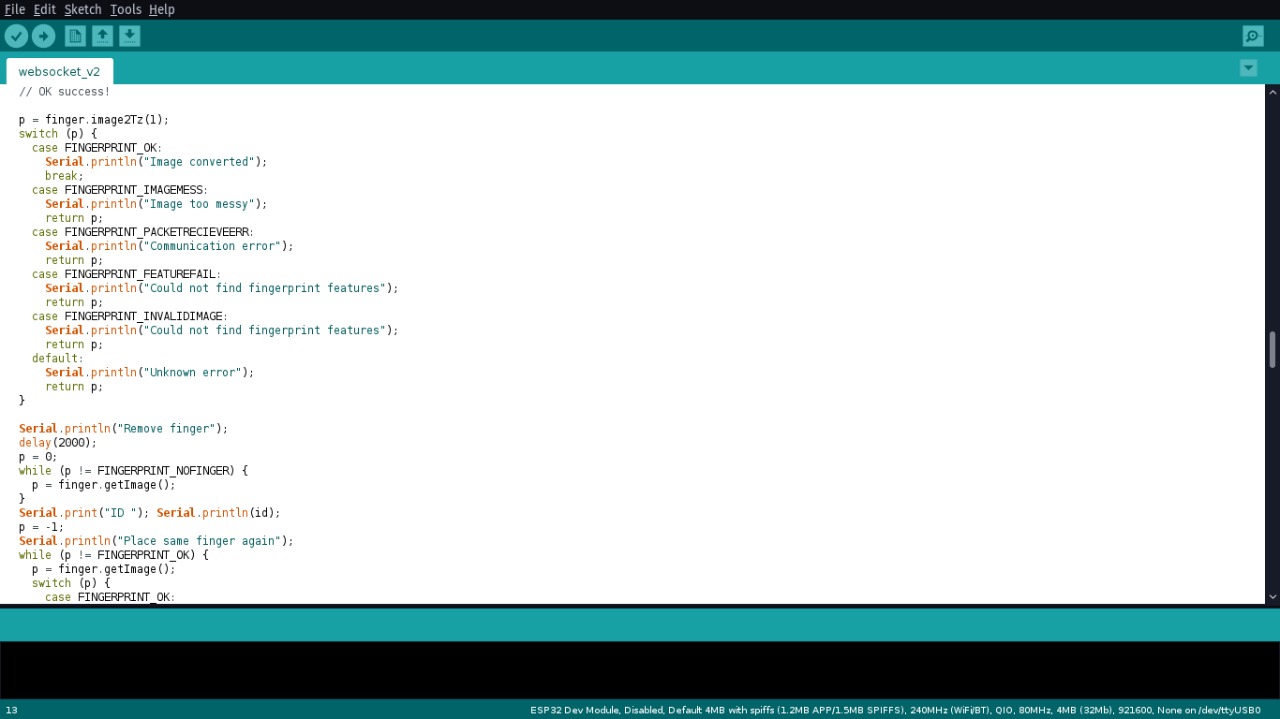 File Edit Sketch Tools Help
websocket_v2
// OK success!
p = finger.image2Tz(1);
switch (p) {
case FINGERPRINT_OK:
Serial.println("Image converted");
break;
case FINGERPRINT_IMAGEMESS:
Serial.println("Image too messy");
return p;
case FINGERPRINT_PACKETRECIEVEERR:
Serial.println("Communication error");
return p;
case FINGERPRINT_FEATUREFAIL:
Serial.println("Could not find fingerprint features");
return p;
case FINGERPRINT_INVALIDIMAGE:
Serial.println("Could not find fingerprint features");
return p;
default:
Serial.println("Unknown error");
return p;
}
Serial.println("Remove finger");
delay(2000);
p = 0;
while (p != FINGERPRINT_NOFINGER) {
p = finger.getImage();
}
Serial.print("ID "); Serial.println(id);
p = -1;
Serial.println("Place same finger again");
while (p != FINGERPRINT_OK) {
p = finger.getImage();
switch (p) {
case FINGERPRINT_OK:
13 ESP32 Dev Module, Disabled, Default 4MB with spiffs (1.2MB APP/1.5MB SPIFFS), 240MHz (WiFi/BT), QIO, 80MHz, 4MB (32Mb), 921600, None on /dev/ttyUSB0